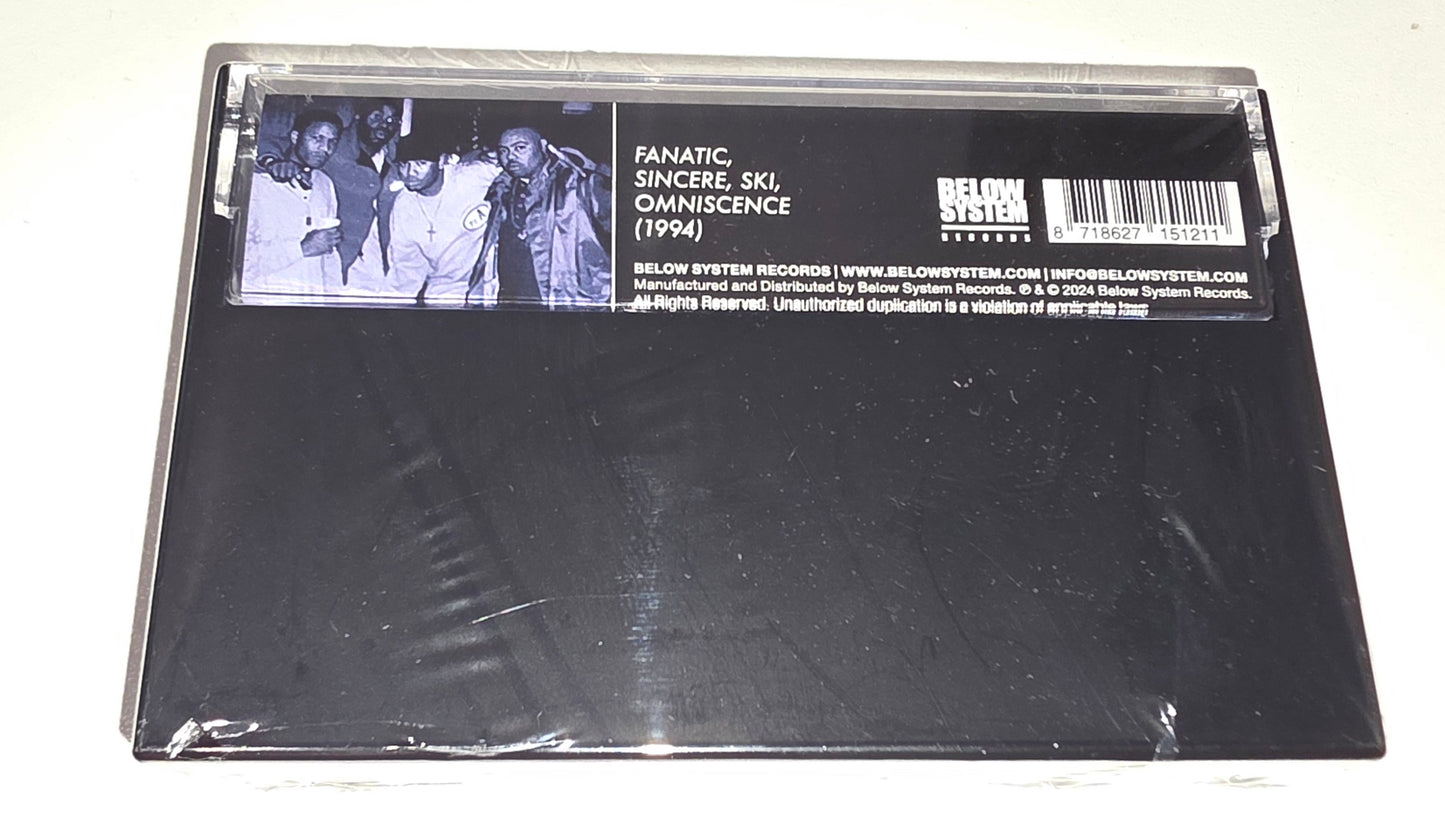 FANATIC,
SINCERE, SKI,
OMNISCENCE
(1994)
BELOW
SYSTEM
RECORDS
8 718627 151211
BELOW SYSTEM RECORDS | WWW.BELOWSYSTEM.COM | INFO@BELOWSYSTEM.COM
Manufactured and Distributed by Below System Records. ℗ & © 2024 Below System Records.
All Rights Reserved. Unauthorized duplication is a violation of applicable laws